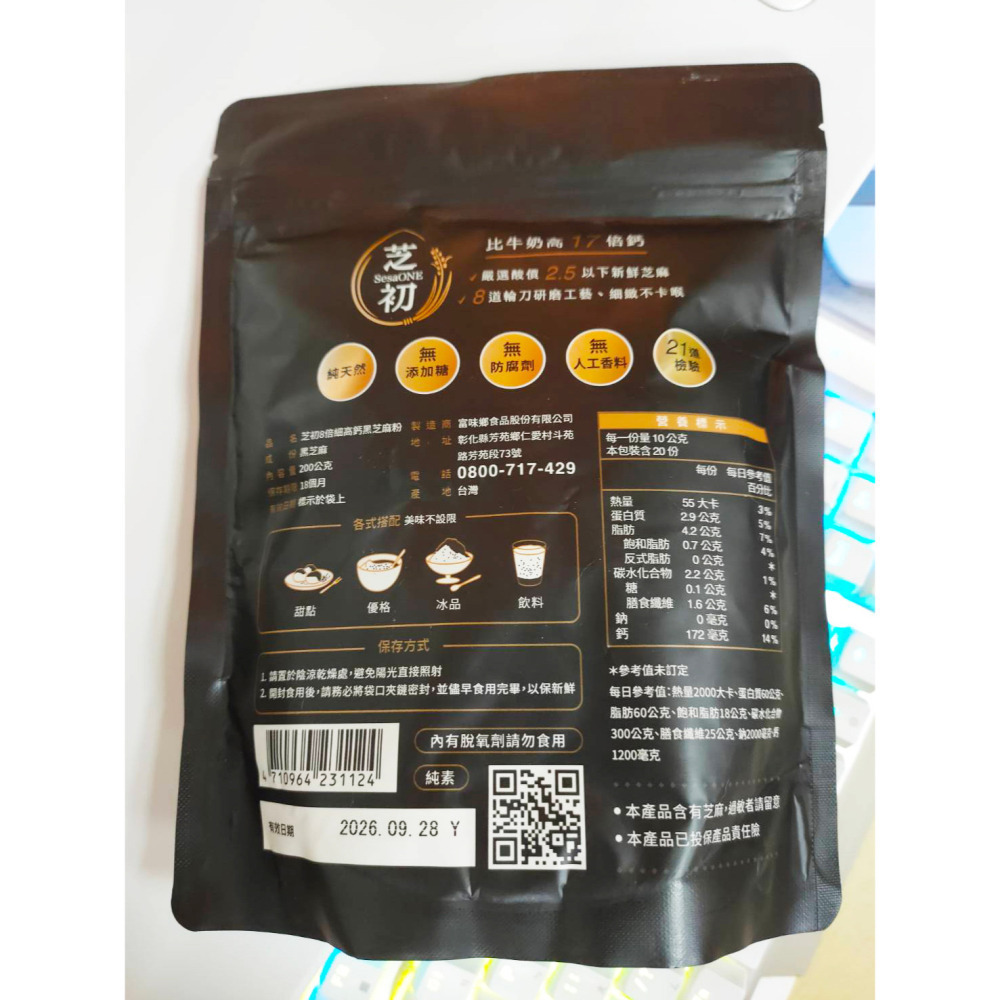 芝
SesaONE
初
比牛奶高 17 倍鈣
✓嚴選酸價 2.5 以下新鮮芝麻
✓8 道輪刀研磨工藝、細緻不卡喉
純天然
無
添加糖
無
防腐劑
無
人工香料
21項
檢驗
品名 芝初8倍細高鈣黑芝麻粉
成份 黑芝麻
內容量 200公克
保存期限 18個月
有效日期 標示於袋上
製造商 富味鄉食品股份有限公司
地址 彰化縣芳苑鄉仁愛村斗苑
路芳苑段73號
電話 0800-717-429
產地 台灣
各式搭配 美味不設限
甜點 優格 冰品 飲料
保存方式
1. 請置於陰涼乾燥處,避免陽光直接照射
2. 開封食用後,請務必將袋口夾鏈密封,並儘早食用完畢,以保新鮮
內有脫氧劑請勿食用
純素
4 710964 231124
有效日期 2026.09.28 Y
營養標示
每一份量 10 公克
本包裝含 20 份
每份 每日參考值
百分比
熱量 55 大卡 3%
蛋白質 2.9 公克 5%
脂肪 4.2 公克 7%
飽和脂肪 0.7 公克 4%
反式脂肪 0 公克 *
碳水化合物 2.2 公克 1%
糖 0.1 公克 *
膳食纖維 1.6 公克 6%
鈉 0 毫克 0%
鈣 172 毫克 14%
*參考值未訂定
每日參考值:熱量2000大卡、蛋白質60公克、
脂肪60公克、飽和脂肪18公克、碳水化合物
300公克、膳食纖維25公克、鈉2000毫克、鈣
1200毫克
•本產品含有芝麻,過敏者請留意
•本產品已投保產品責任險